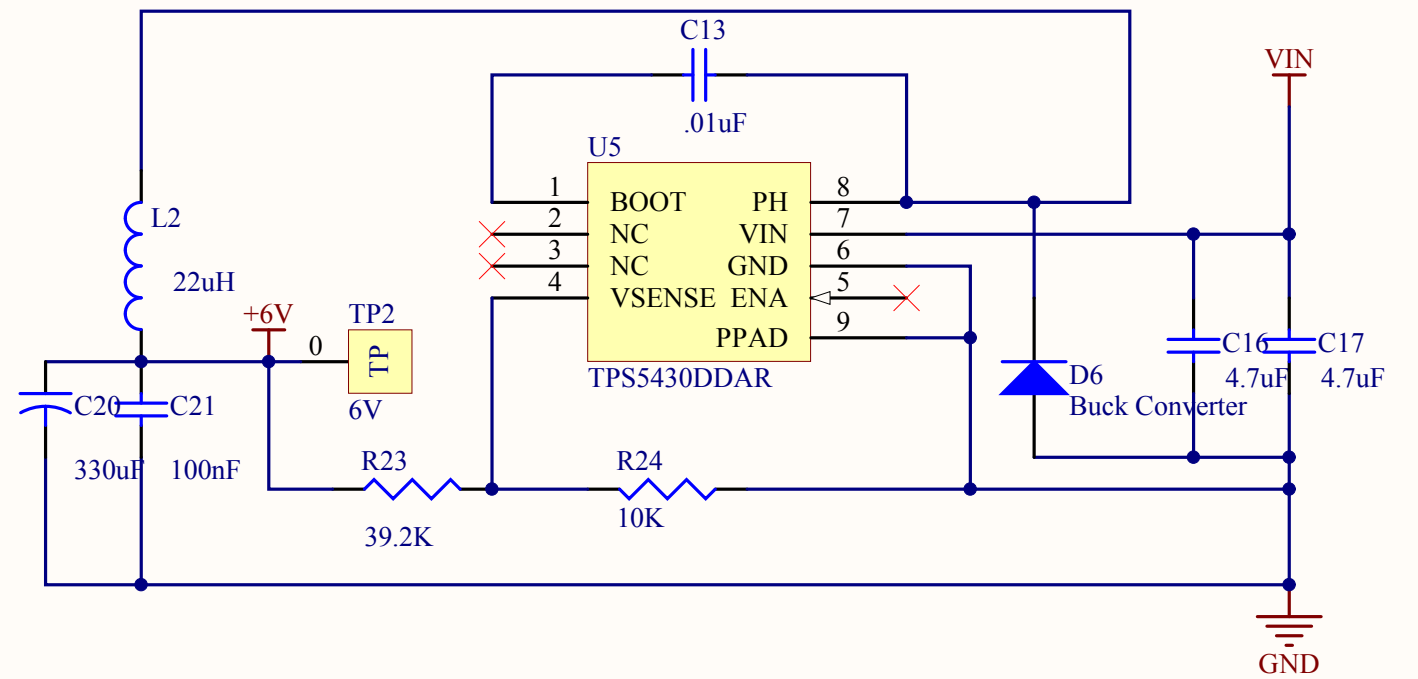 C13
.01uF
VIN
U5
1 BOOT PH 8
2 NC VIN 7
3 NC GND 6
4 VSENSE ENA 5
PPAD 9
TPS5430DDAR
L2
22uH
+6V
TP2
0
TP
6V
C20
330uF
C21
100nF
R23
39.2K
R24
10K
D6
Buck Converter
C16
4.7uF
C17
4.7uF
GND